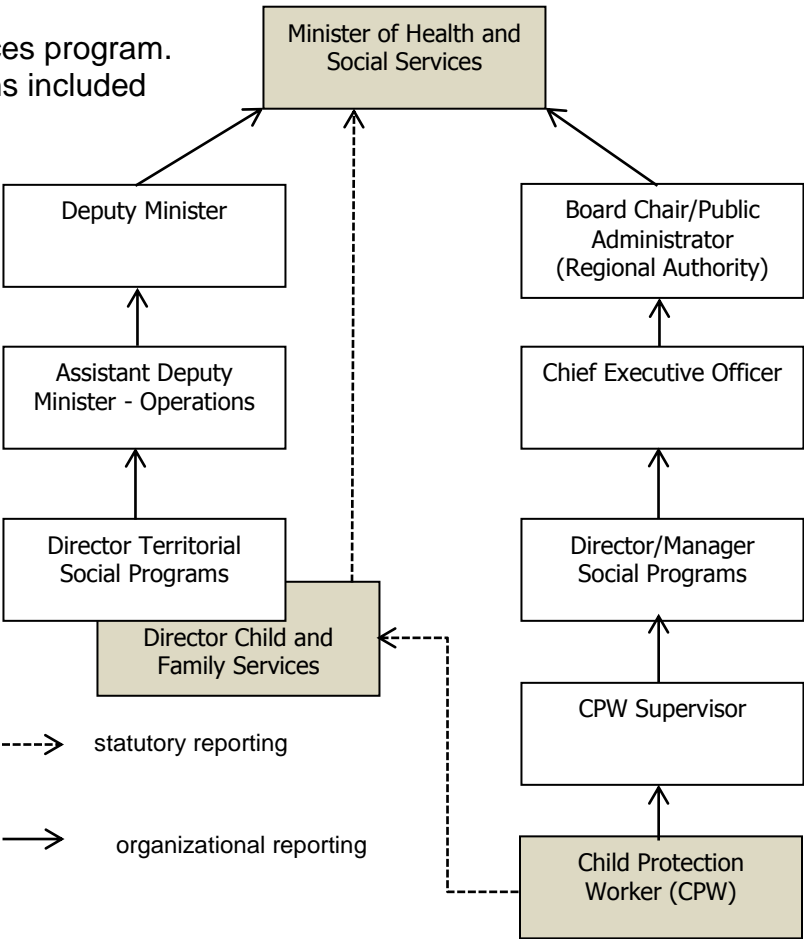 ces program.
s included
Minister of Health and
Social Services
Deputy Minister
Board Chair/Public
Administrator
(Regional Authority)
Assistant Deputy
Minister - Operations
Chief Executive Officer
Director Territorial
Social Programs
Director/Manager
Social Programs
Director Child and
Family Services
CPW Supervisor
statutory reporting
organizational reporting
Child Protection
Worker (CPW)